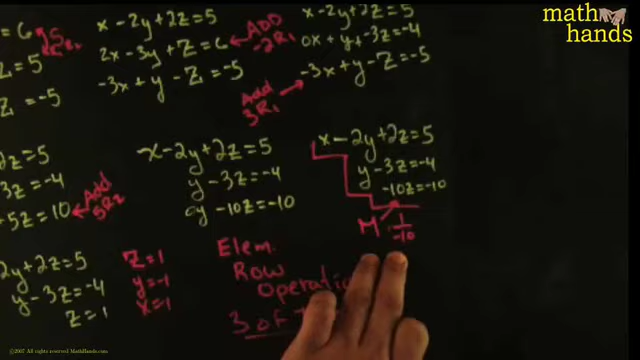 math
hands
= 6
Z = 5
Z = -5
x - 2y + 2z = 5
2x - 3y + Z = 6
-3x + y - Z = -5
ADD
-2R₁
x - 2y + 2z = 5
0x + y + -3z = -4
-3x + y - Z = -5
Add
3R₁
2z = 5
3z = -4
+5z = 10
Add
5R₂
x - 2y + 2z = 5
y - 3z = -4
0y - 10z = -10
x - 2y + 2z = 5
y - 3z = -4
-10z = -10
M · 1/-10
2y + 2z = 5
y - 3z = -4
z = 1
Z = 1
y = -1
x = 1
Elem.
Row
3 of
©2007 All rights reserved MathHands.com